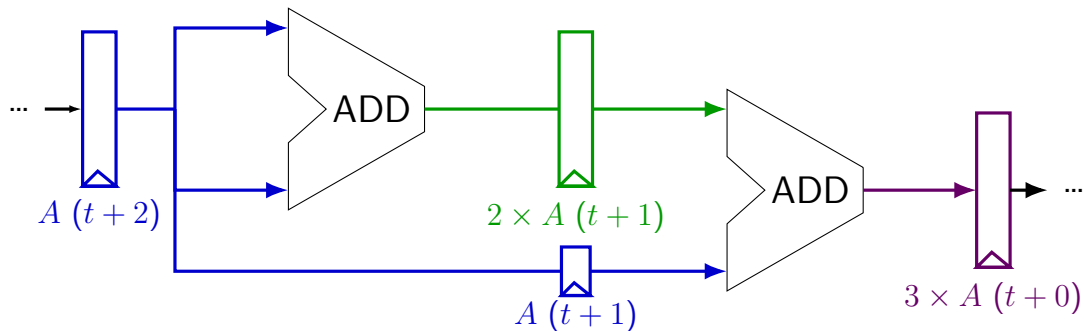 ...
ADD
ADD
...
A (t + 2)
2 × A (t + 1)
A (t + 1)
3 × A (t + 0)